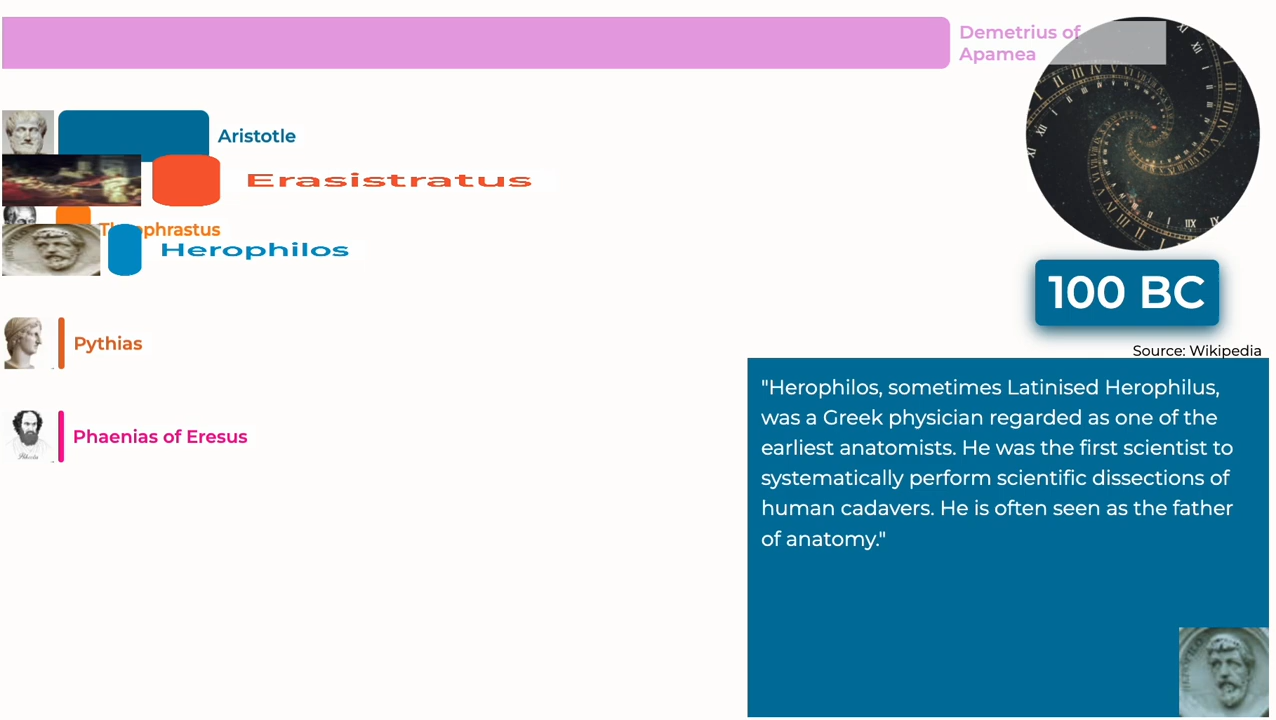 Demetrius of
Apamea
Aristotle
Erasistratus
Theophrastus
Herophilos
Pythias
Phaenias of Eresus
100 BC
Source: Wikipedia
"Herophilos, sometimes Latinised Herophilus,
was a Greek physician regarded as one of the
earliest anatomists. He was the first scientist to
systematically perform scientific dissections of
human cadavers. He is often seen as the father
of anatomy."